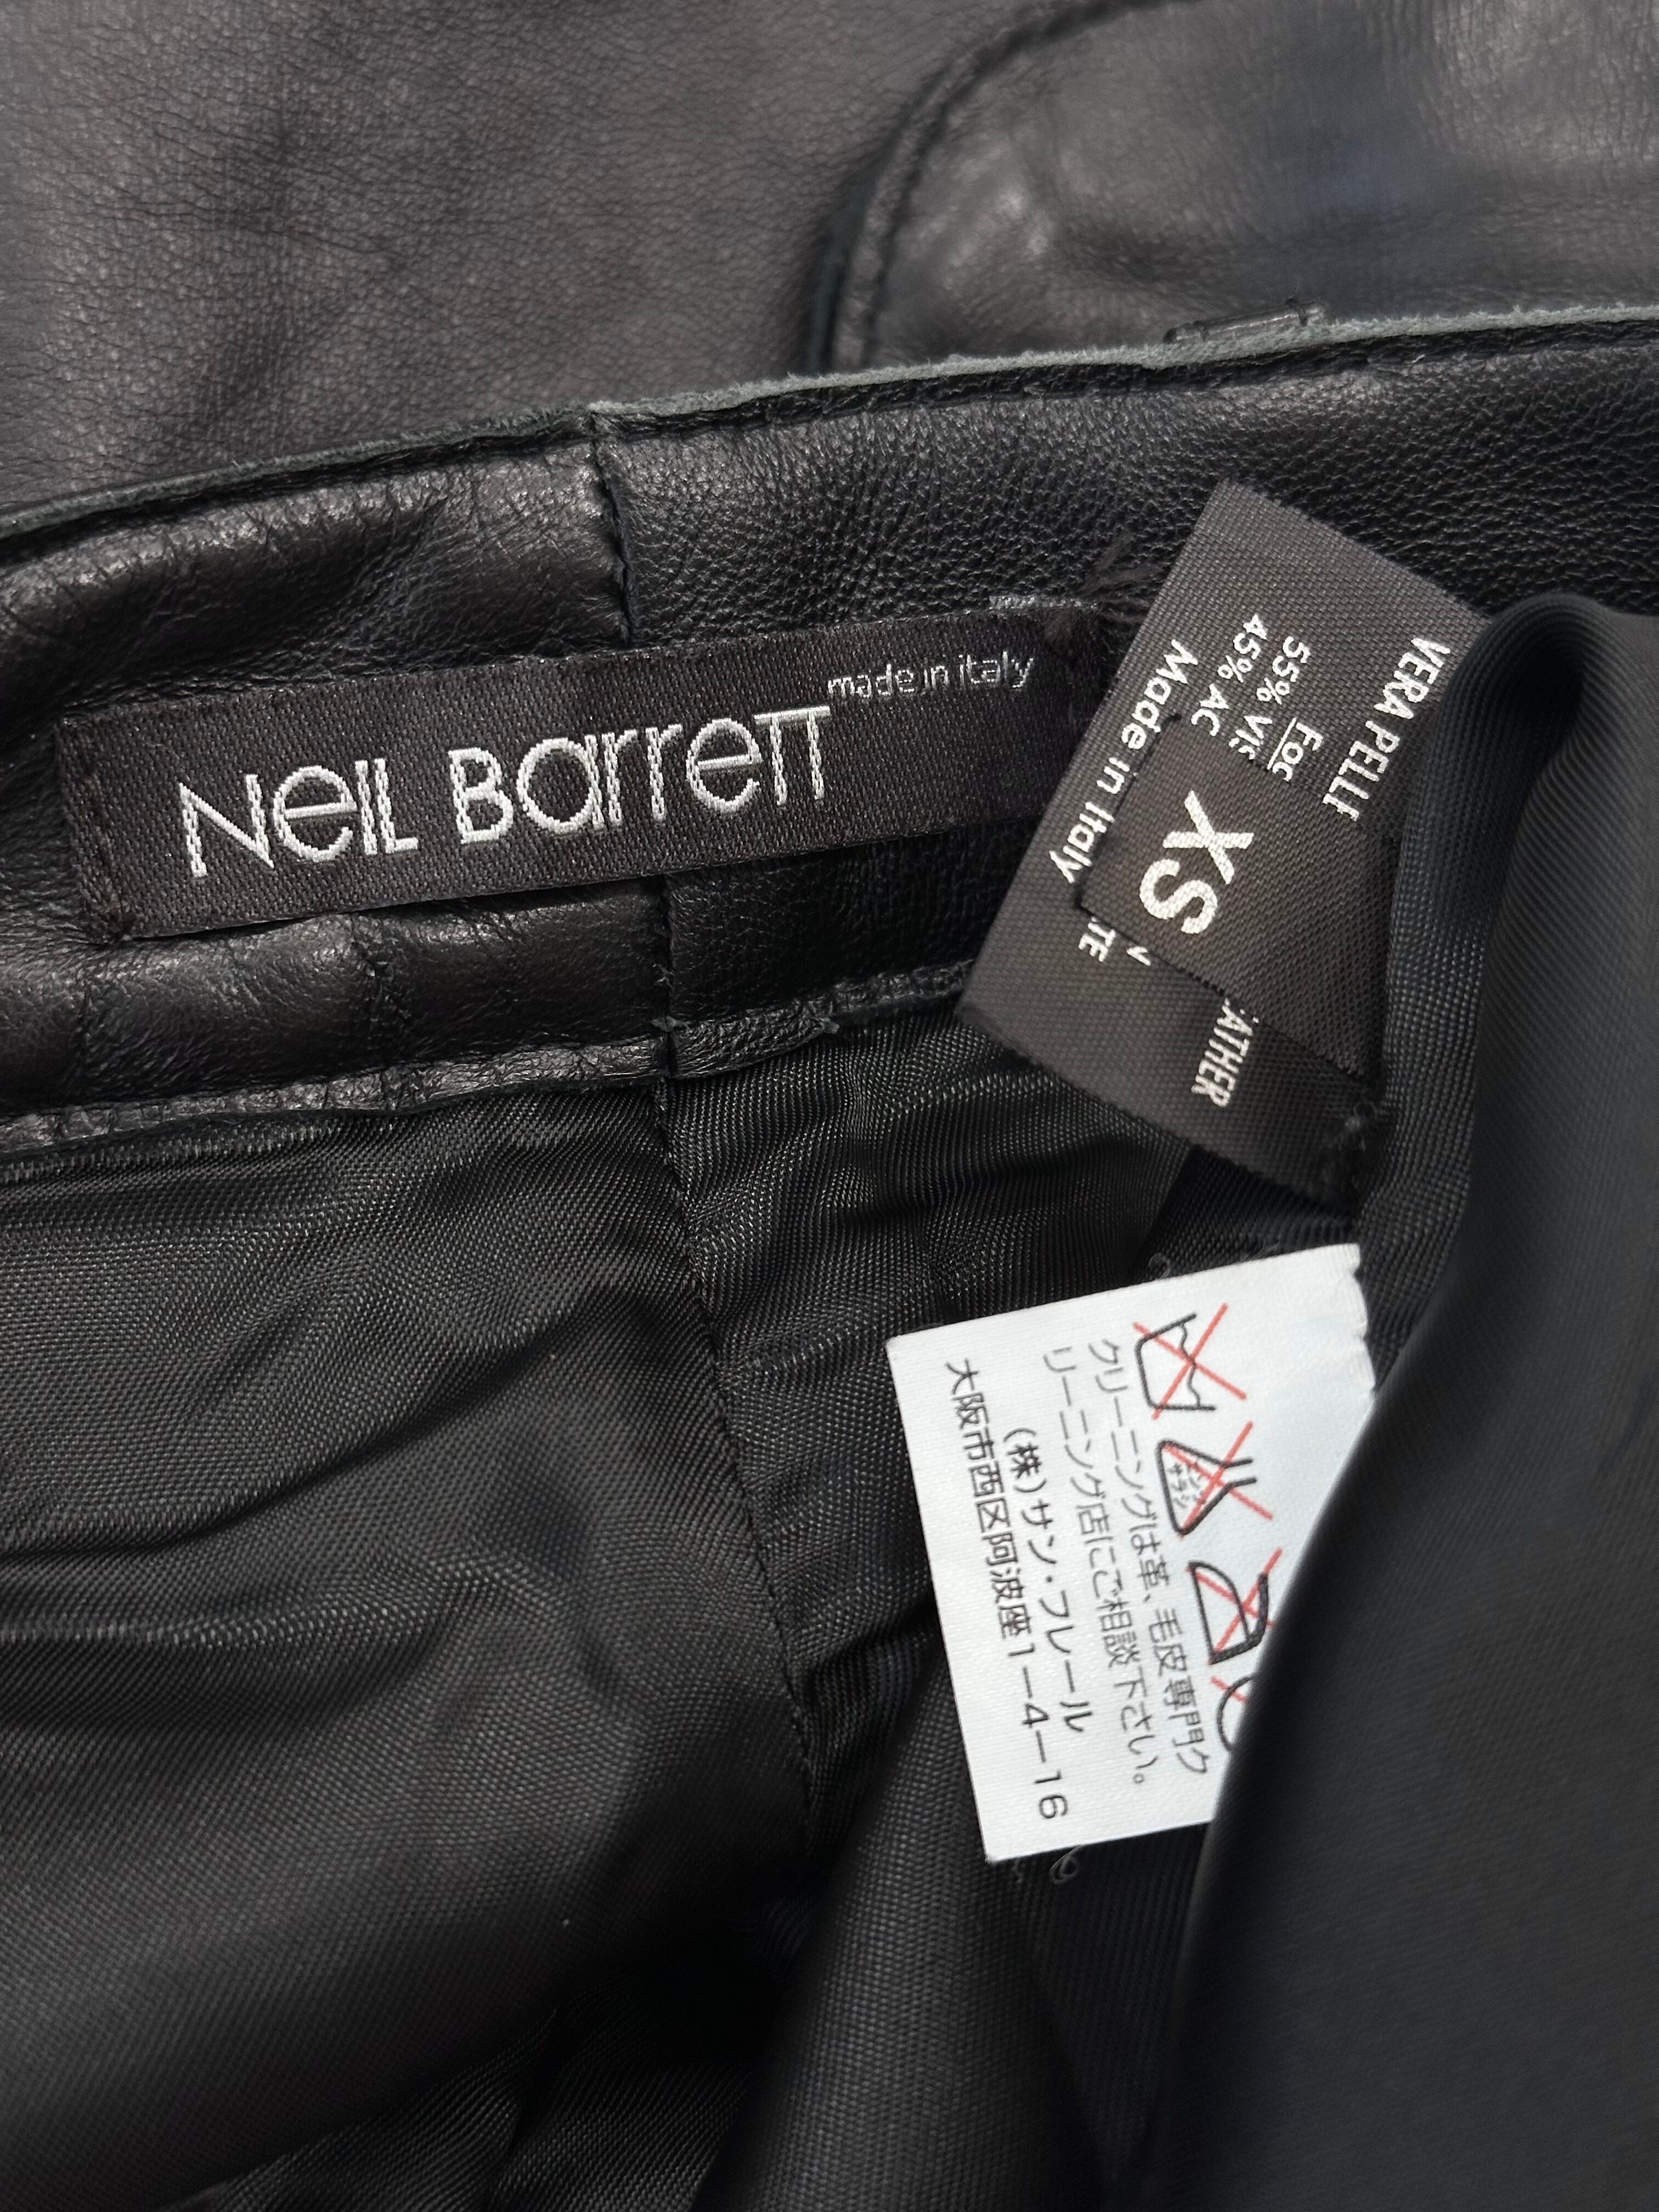 Neil Barrett
made in italy
VERA PELLE
Foc
55% VIS
45% AC
Made in Italy
XS
LEATHER
クリーニングは革、毛皮専門ク
リーニング店にご相談下さい。
(株)サン・フレール
大阪市西区阿波座1-4-16